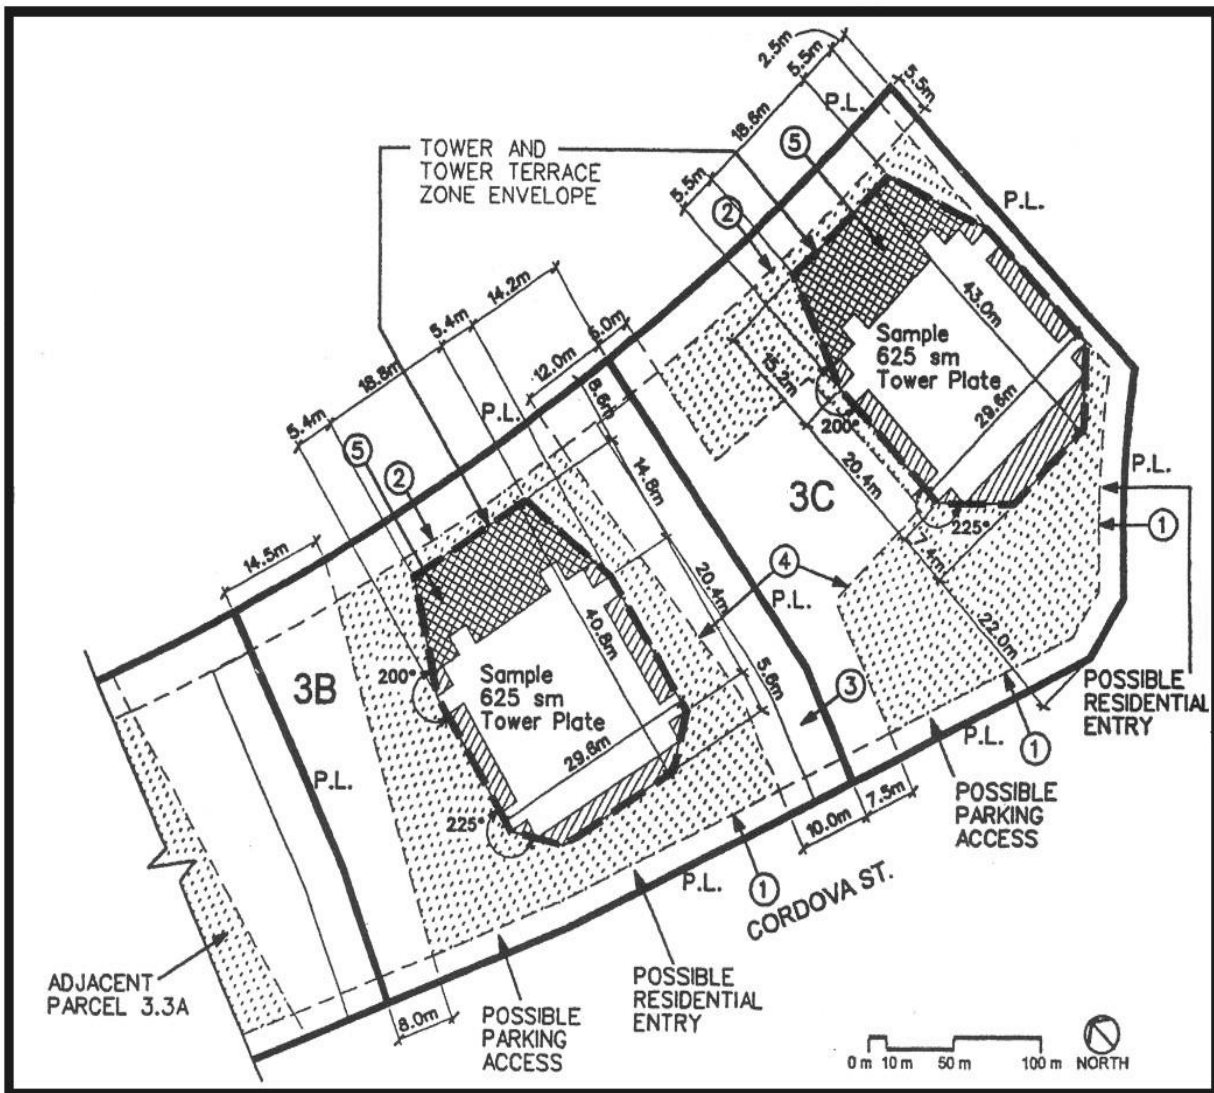 2.5m
5.5m
5.5m
P.L.
18.6m
5
TOWER AND
TOWER TERRACE
ZONE ENVELOPE
5.5m
2
P.L.
14.2m
5.4m
5.0m
12.0m
18.8m
8.6m
43.0m
Sample
625 sm
Tower Plate
15.2m
29.6m
200°
5.4m
P.L.
5
2
14.8m
20.4m
3C
P.L.
225°
1
7.4m
14.5m
4
20.4m
P.L.
40.8m
22.0m
3B
200°
Sample
625 sm
Tower Plate
5.6m
3
POSSIBLE
RESIDENTIAL
ENTRY
29.6m
P.L.
P.L.
1
225°
7.5m
10.0m
POSSIBLE
PARKING
ACCESS
P.L.
1
CORDOVA ST.
ADJACENT
PARCEL 3.3A
8.0m
POSSIBLE
PARKING
ACCESS
POSSIBLE
RESIDENTIAL
ENTRY
0 m 10 m 50 m 100 m NORTH